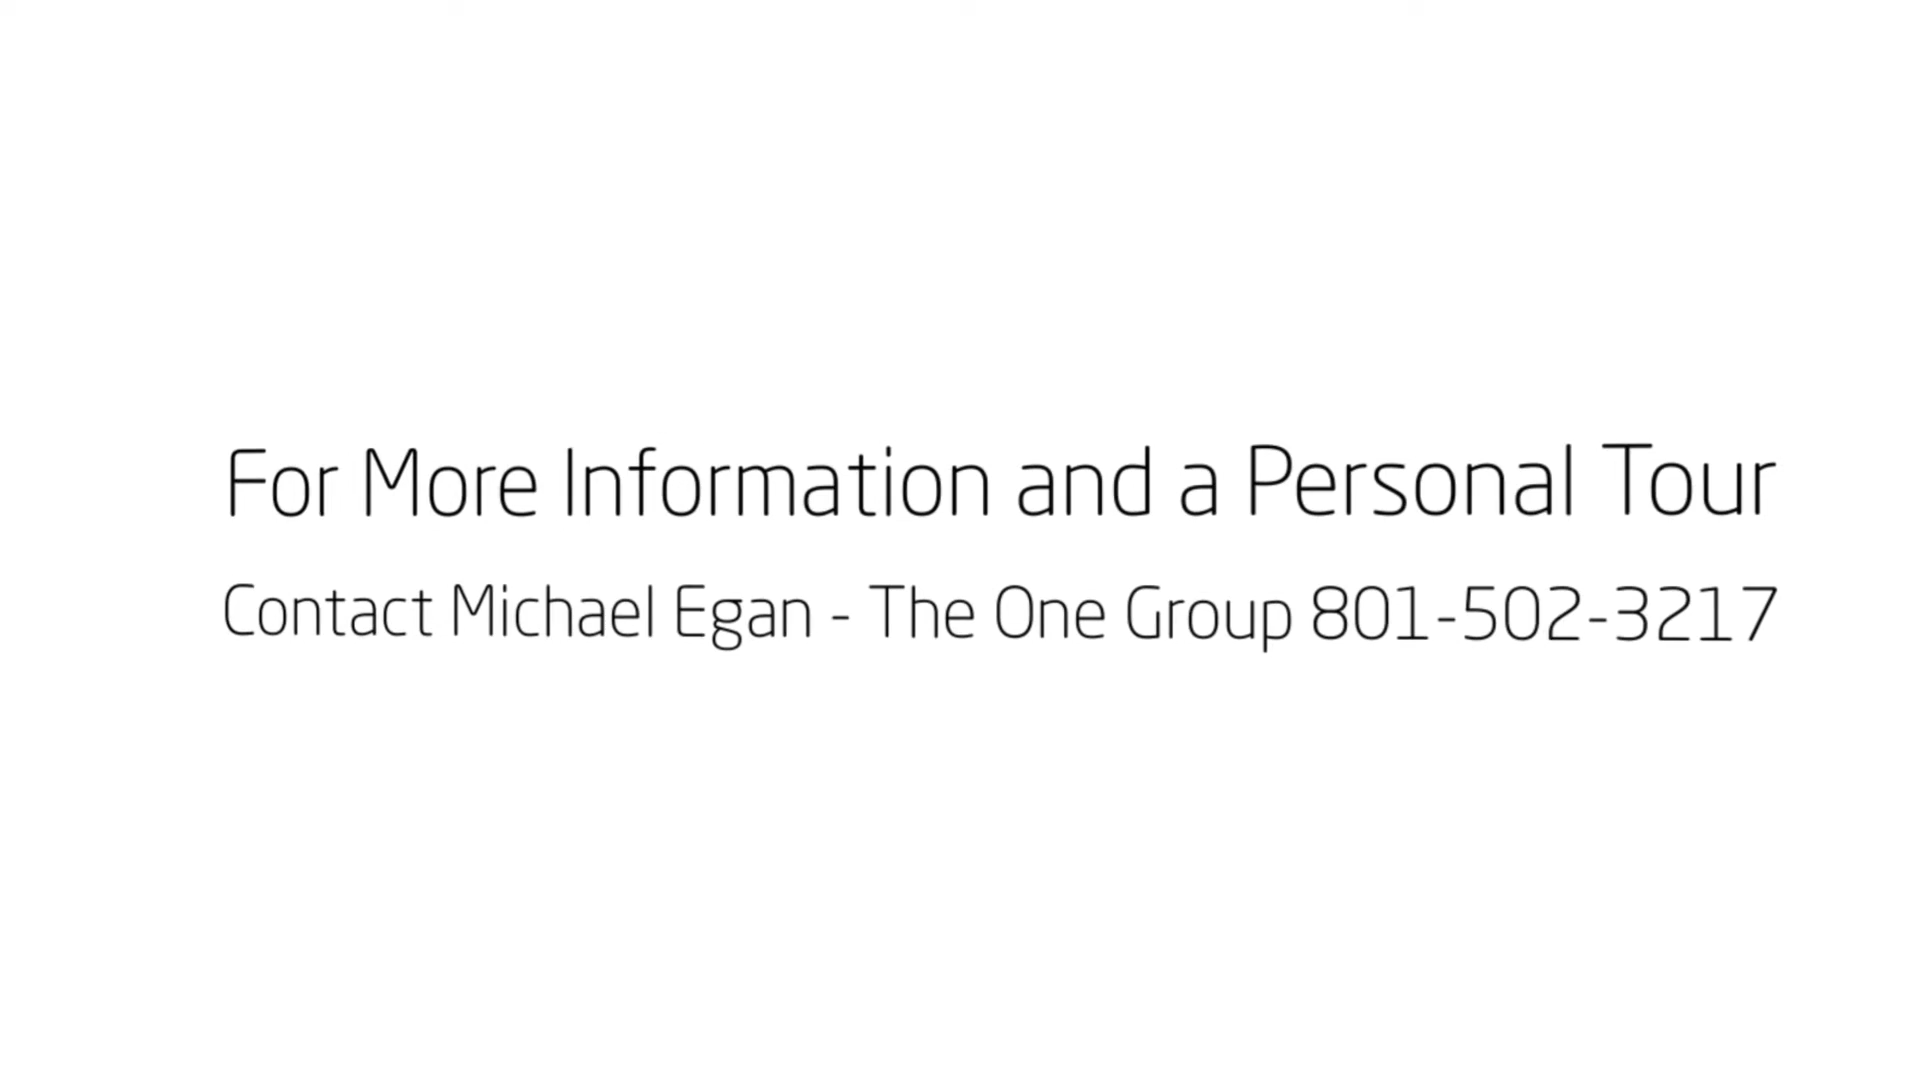 For More Information and a Personal Tour
Contact Michael Egan - The One Group 801-502-3217